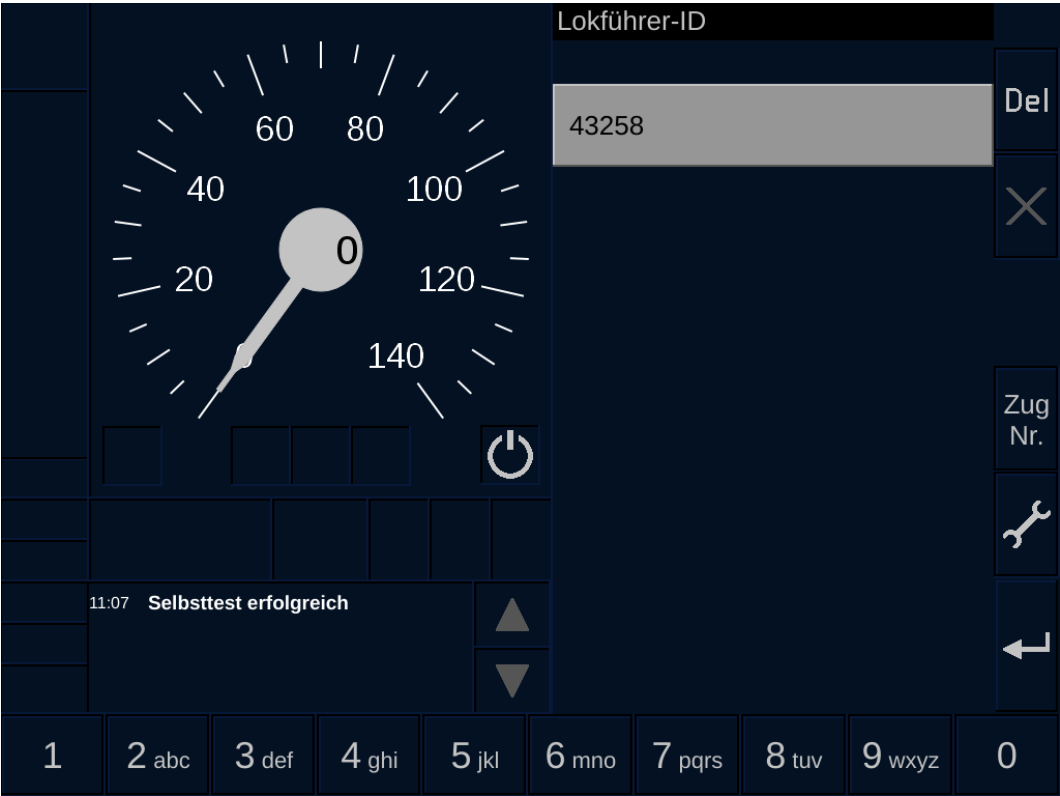 Lokführer-ID
43258
Del
60 80
40 100
0
20 120
0 140
Zug
Nr.
11:07 Selbsttest erfolgreich
1 2 abc 3 def 4 ghi 5 jkl 6 mno 7 pqrs 8 tuv 9 wxyz 0